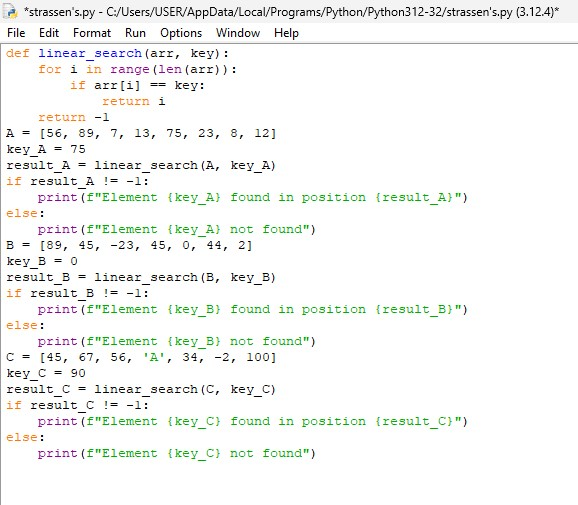 *strassen's.py - C:/Users/USER/AppData/Local/Programs/Python/Python312-32/strassen's.py (3.12.4)*
File Edit Format Run Options Window Help
def linear_search(arr, key):
    for i in range(len(arr)):
        if arr[i] == key:
            return i
    return -1
A = [56, 89, 7, 13, 75, 23, 8, 12]
key_A = 75
result_A = linear_search(A, key_A)
if result_A != -1:
    print(f"Element {key_A} found in position {result_A}")
else:
    print(f"Element {key_A} not found")
B = [89, 45, -23, 45, 0, 44, 2]
key_B = 0
result_B = linear_search(B, key_B)
if result_B != -1:
    print(f"Element {key_B} found in position {result_B}")
else:
    print(f"Element {key_B} not found")
C = [45, 67, 56, 'A', 34, -2, 100]
key_C = 90
result_C = linear_search(C, key_C)
if result_C != -1:
    print(f"Element {key_C} found in position {result_C}")
else:
    print(f"Element {key_C} not found")